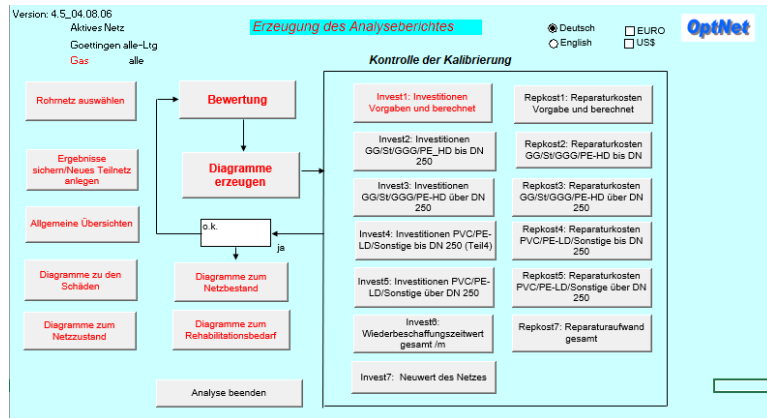 Version: 4.5_04.08.06
Aktives Netz
Goettingen alle-Ltg
Gas alle
Erzeugung des Analyseberichtes
Deutsch
English
EURO
US$
OptNet
Kontrolle der Kalibrierung
Rohrnetz auswählen
Ergebnisse
sichern/Neues Teilnetz
anlegen
Allgemeine Übersichten
Diagramme zu den
Schäden
Diagramme zum
Netzzustand
Bewertung
Diagramme
erzeugen
o.k.
ja
Diagramme zum
Netzbestand
Diagramme zum
Rehabilitationsbedarf
Analyse beenden
Invest1: Investitionen
Vorgaben und berechnet
Invest2: Investitionen
GG/St/GGG/PE_HD bis DN
250
Invest3: Investitionen
GG/St/GGG/PE-HD über DN
250
Invest4: Investitionen PVC/PE-
LD/Sonstige bis DN 250 (Teil4)
Invest5: Investitionen PVC/PE-
LD/Sonstige über DN 250
Invest6:
Wiederbeschaffungszeitwert
gesamt /m
Invest7: Neuwert des Netzes
Repkost1: Reparaturkosten
Vorgabe und berechnet
Repkost2: Reparaturkosten
GG/St/GGG/PE-HD bis DN
Repkost3: Reparaturkosten
GG/St/GGG/PE-HD über DN
250
Repkost4: Reparaturkosten
PVC/PE-LD/Sonstige bis DN
250
Repkost5: Reparaturkosten
PVC/PE-LD/Sonstige über DN
250
Repkost7: Reparaturaufwand
gesamt